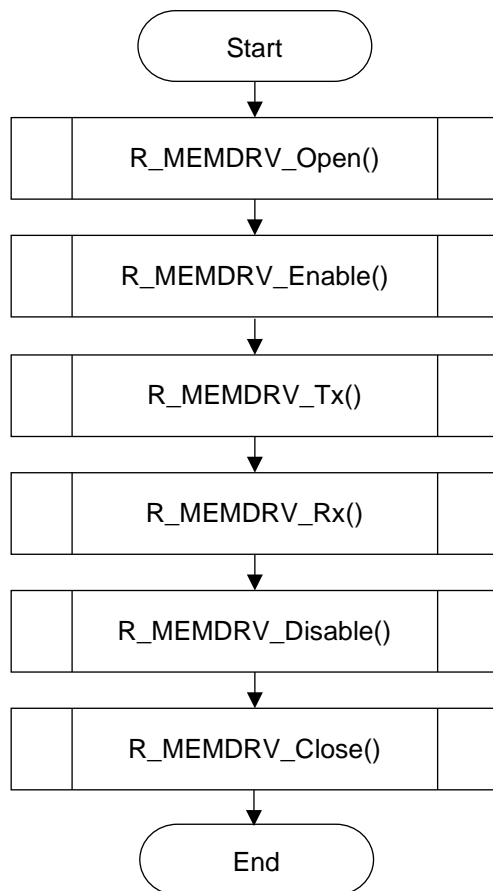 Start
R_MEMDRV_Open()
R_MEMDRV_Enable()
R_MEMDRV_Tx()
R_MEMDRV_Rx()
R_MEMDRV_Disable()
R_MEMDRV_Close()
End